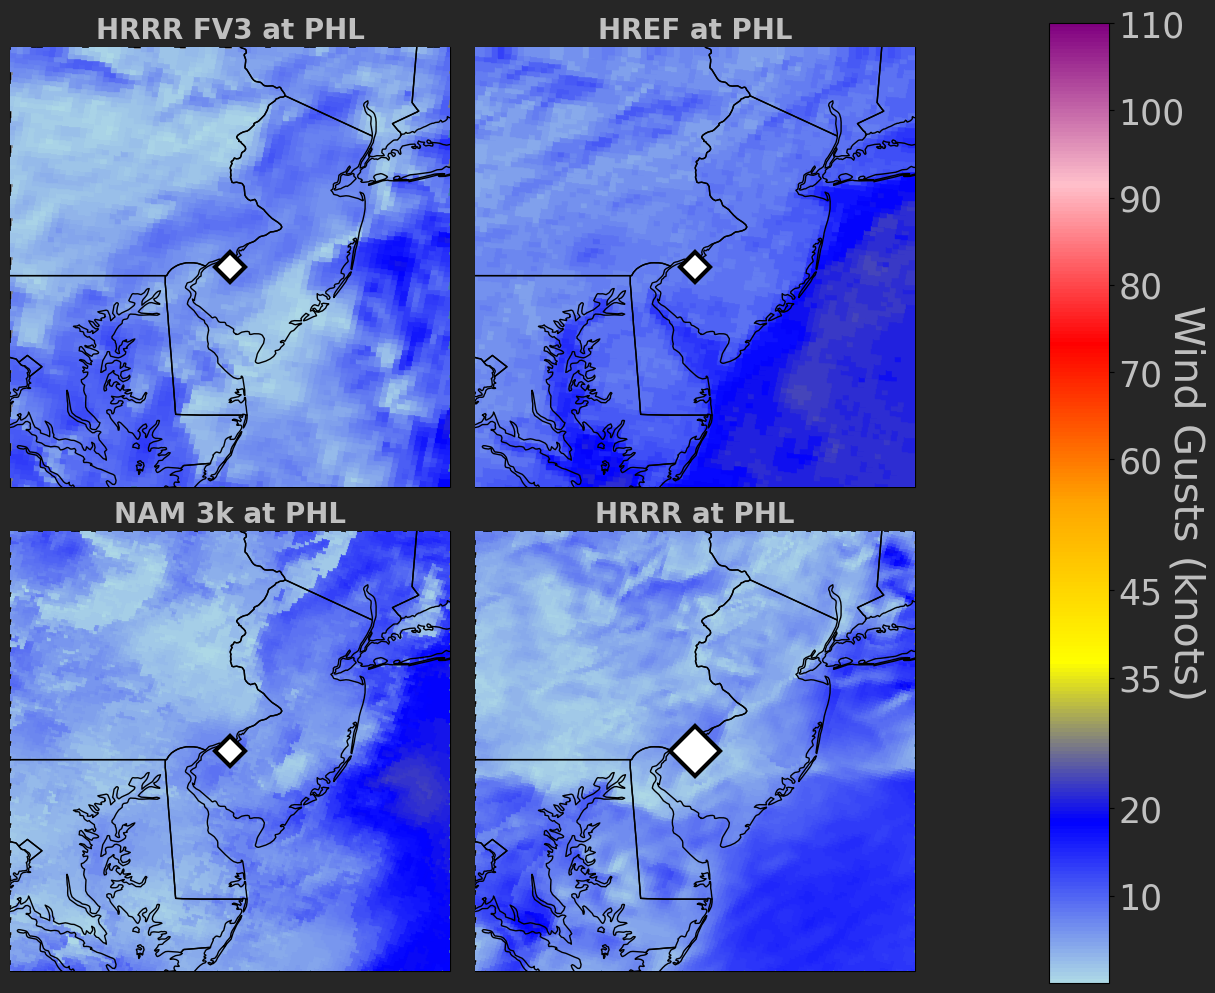 HRRR FV3 at PHL
HREF at PHL
NAM 3k at PHL
HRRR at PHL
110
100
90
80
70
60
45
35
20
10
Wind Gusts (knots)